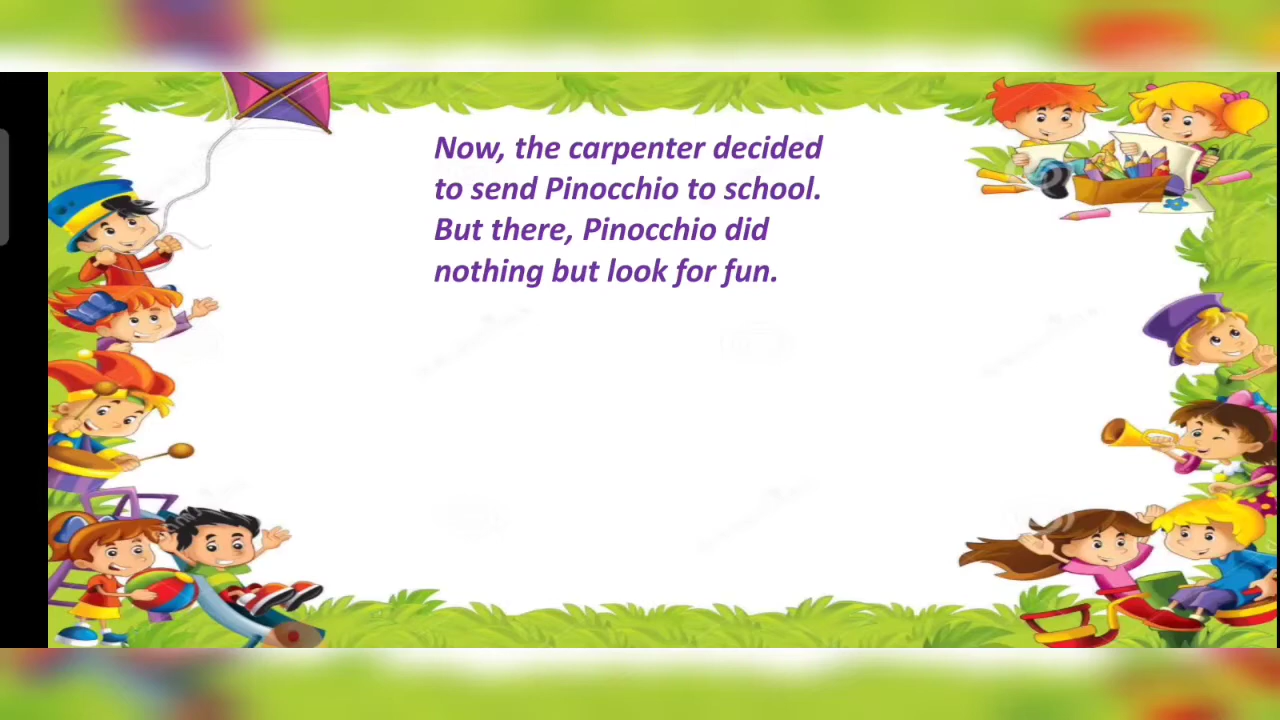 Now, the carpenter decided
to send Pinocchio to school.
But there, Pinocchio did
nothing but look for fun.